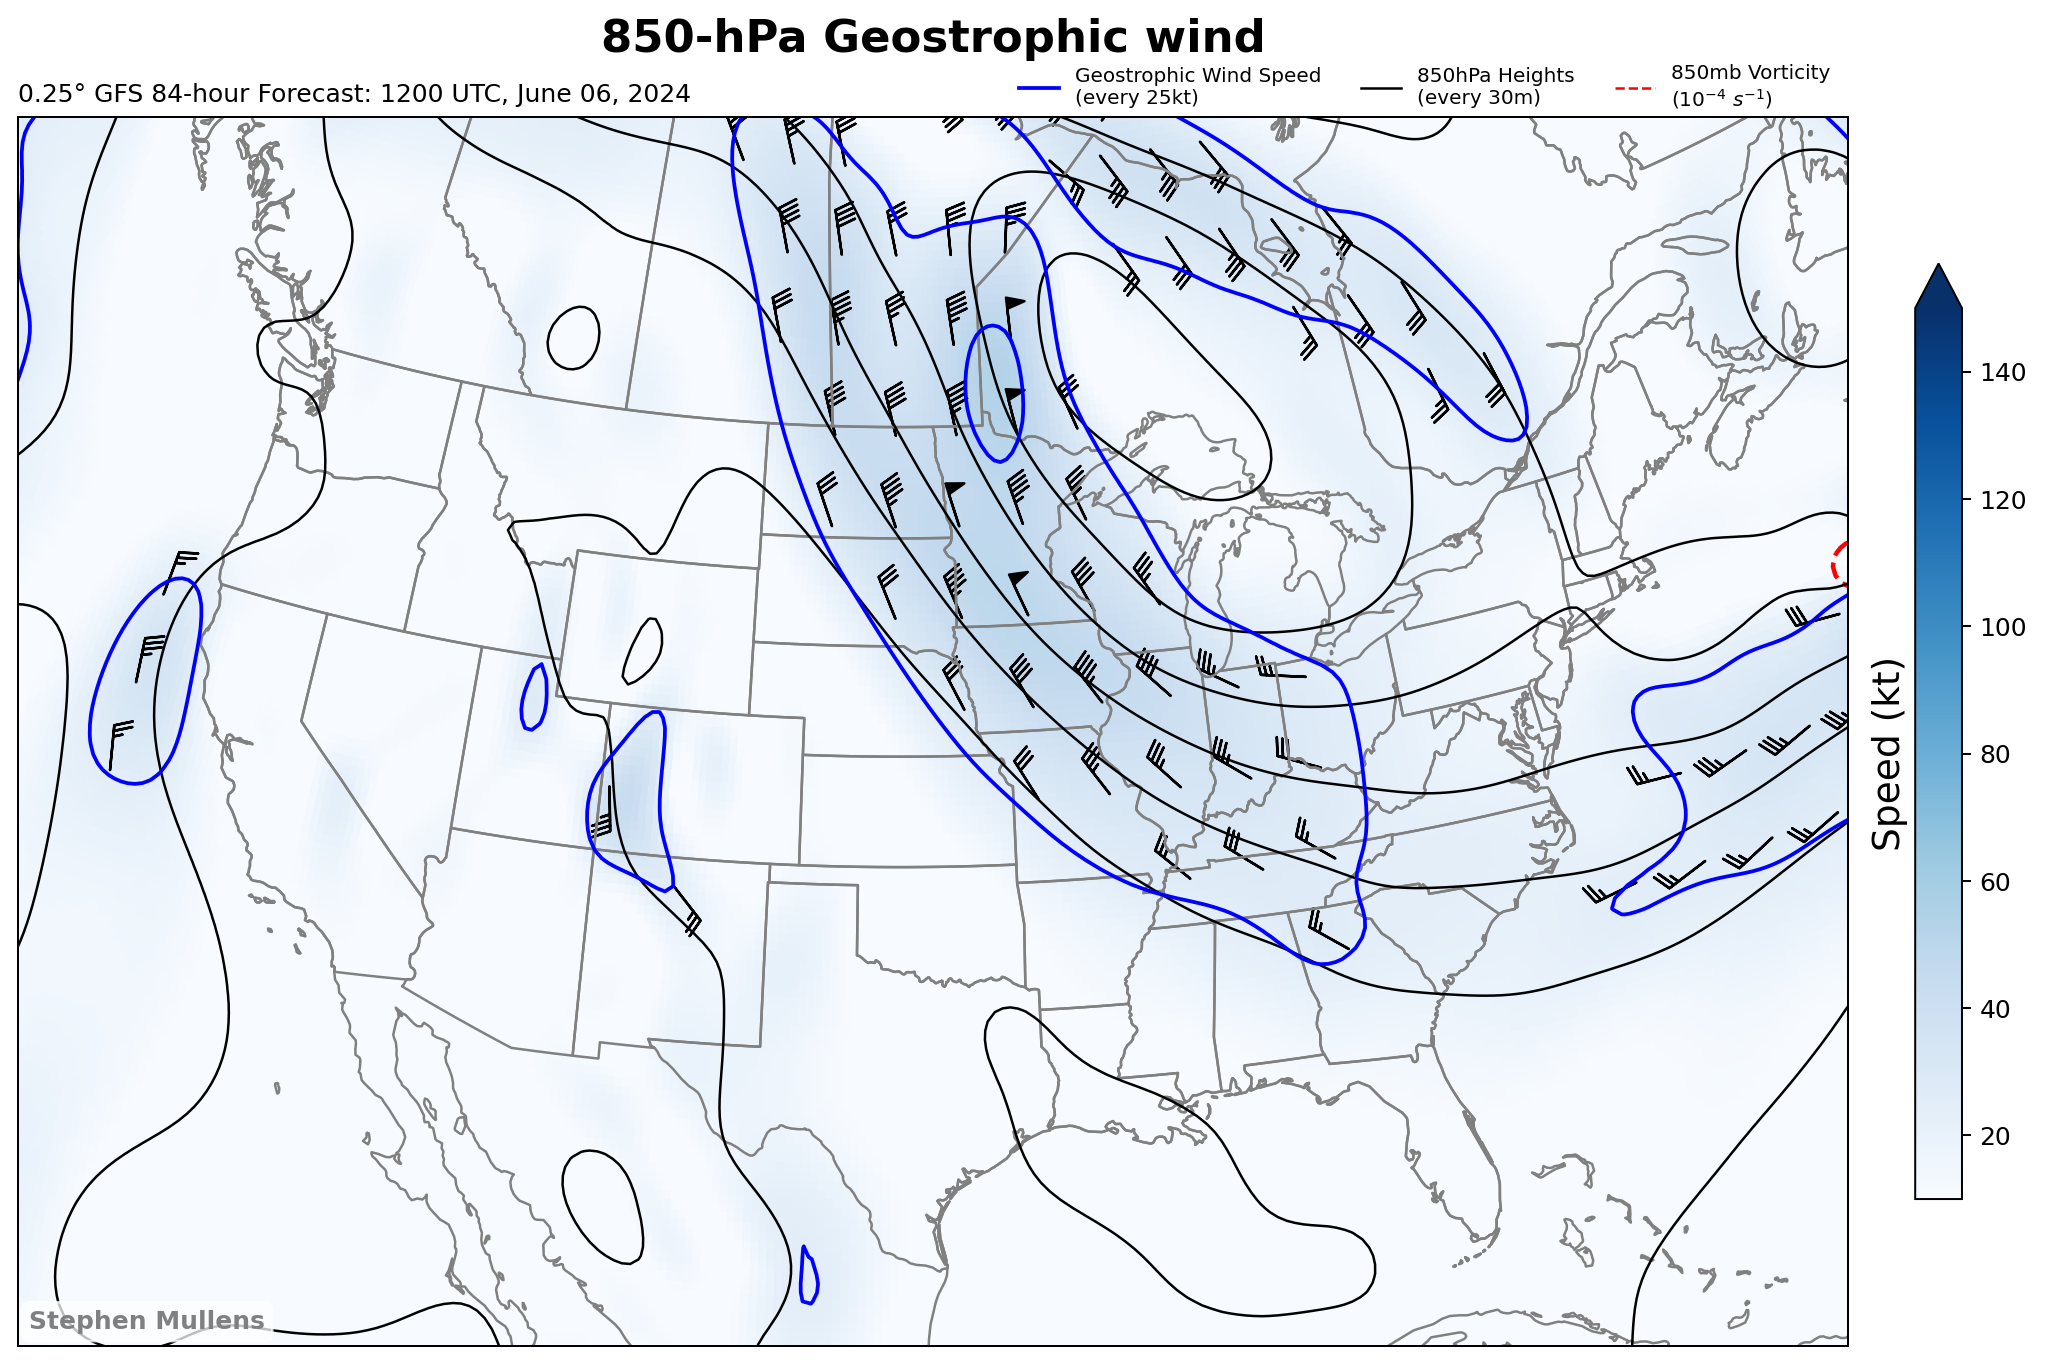 850-hPa Geostrophic wind
0.25° GFS 84-hour Forecast: 1200 UTC, June 06, 2024
Geostrophic Wind Speed
(every 25kt)
850hPa Heights
(every 30m)
850mb Vorticity
(10⁻⁴ s⁻¹)
140
120
100
80
60
40
20
Speed (kt)
Stephen Mullens